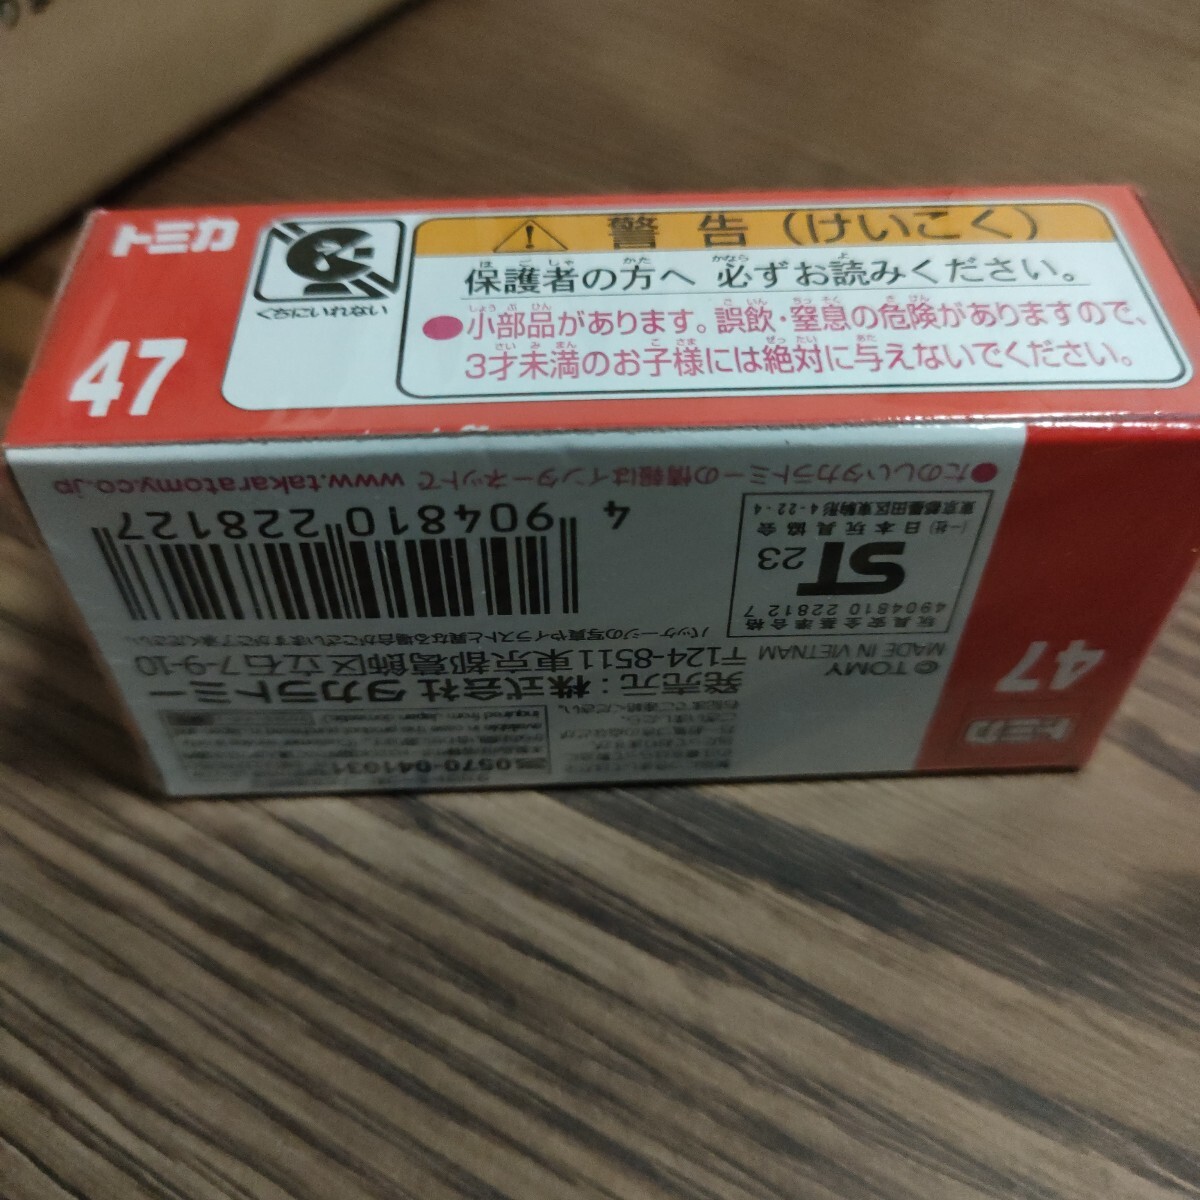 トミカ
47
くちにいれない
警告（けいこく）
保護者の方へ 必ずお読みください。
●小部品があります。誤飲・窒息の危険がありますので、
3才未満のお子様には絶対に与えないでください。
●たのしいタカラトミーの情報はインターネットで www.takaratomy.co.jp
4 904810 228127
東京都墨田区東駒形4-22-4
(一社) 日本玩具協会
ST 23
4904810 22812 7
玩具安全基準合格
パッケージの写真やイラストと異なる場合がございますがご了承ください。
© TOMY
MADE IN VIETNAM
発売元：株式会社タカラトミー
〒124-8511 東京都葛飾区立石7-9-10
0570-041031
47
トミカ